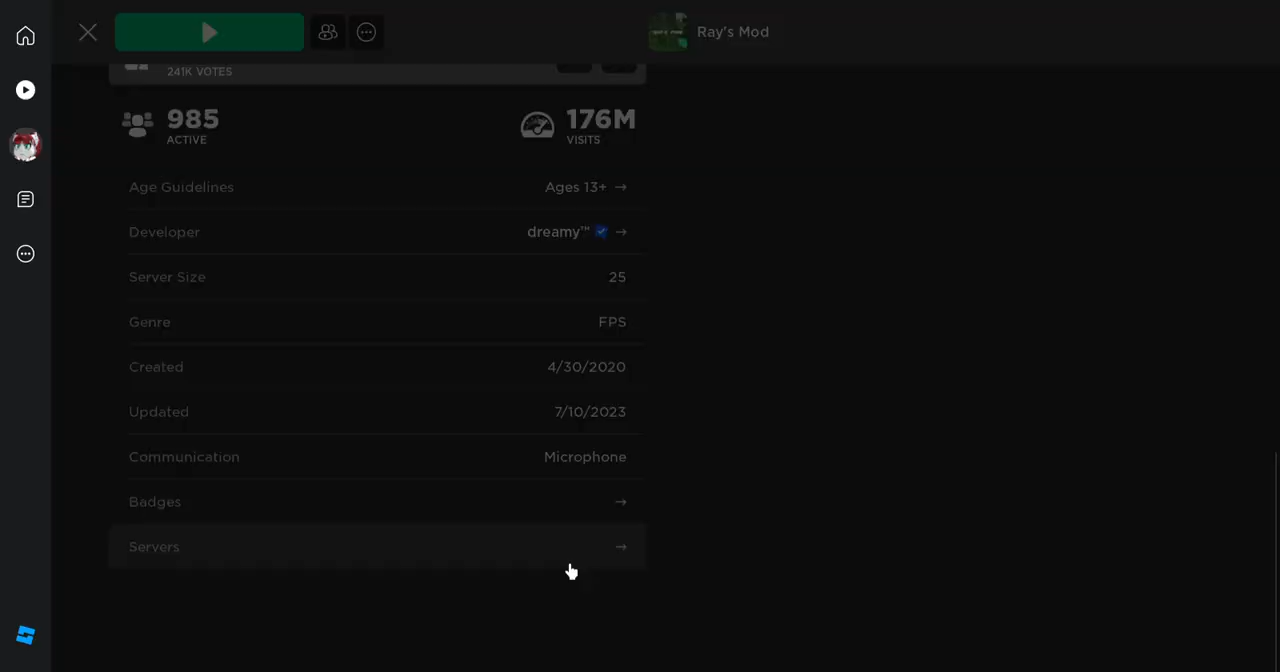 Ray's Mod
241K VOTES
985
ACTIVE
176M
VISITS
Age Guidelines
Ages 13+ →
Developer
dreamy™ →
Server Size
25
Genre
FPS
Created
4/30/2020
Updated
7/10/2023
Communication
Microphone
Badges
→
Servers
→